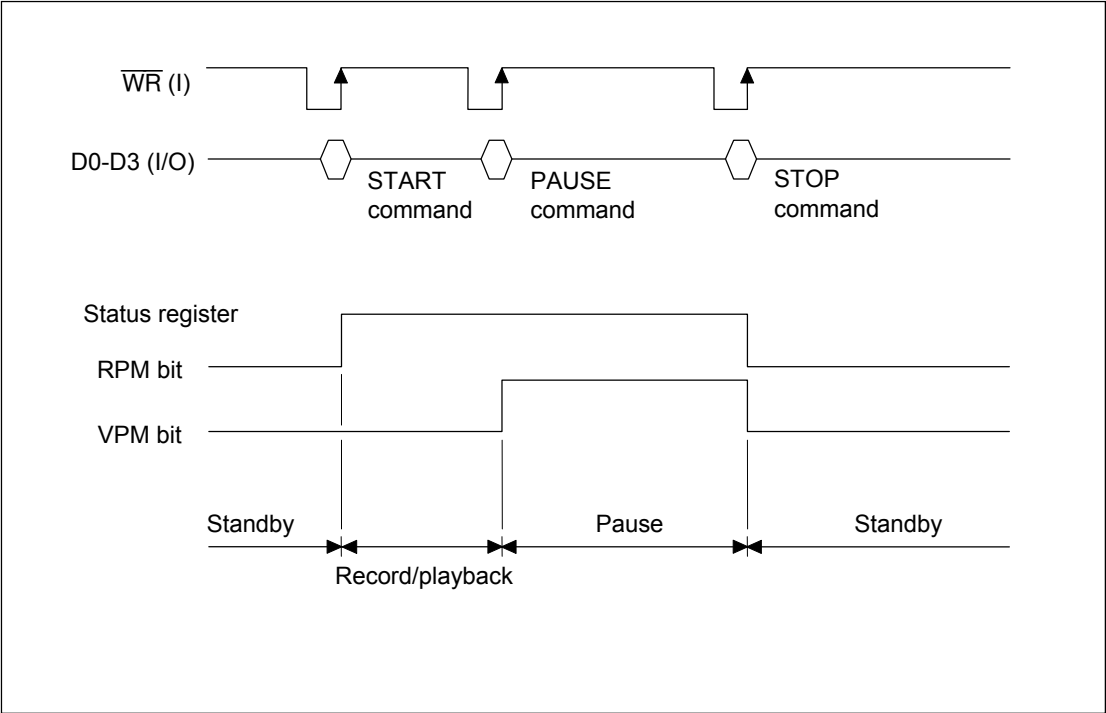 W̅R̅ (I)
D0-D3 (I/O)
START
command
PAUSE
command
STOP
command
Status register
RPM bit
VPM bit
Standby
Record/playback
Pause
Standby